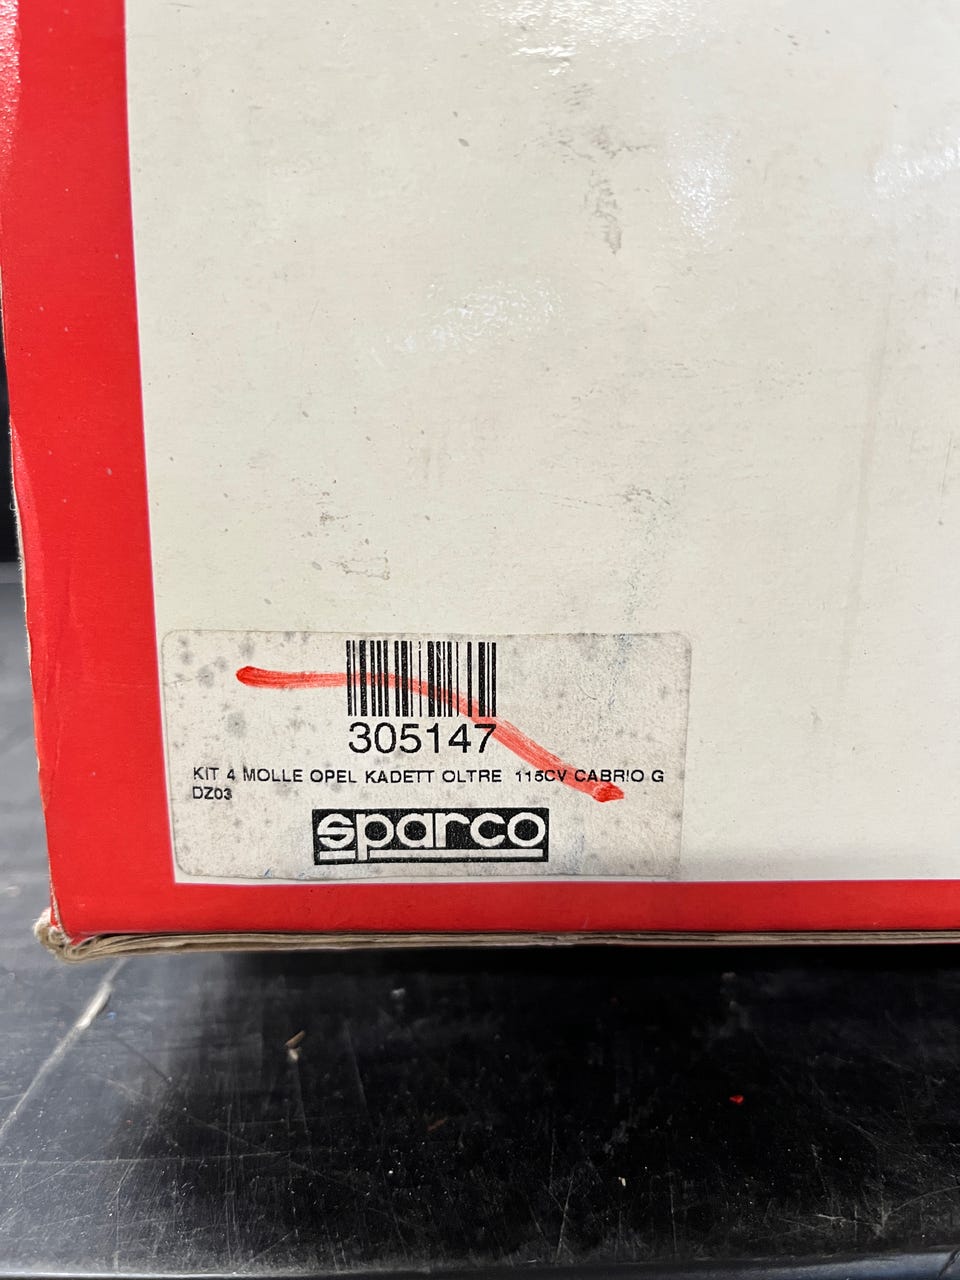 305147
KIT 4 MOLLE OPEL KADETT OLTRE 115CV CABRIO G
DZ03
sparco